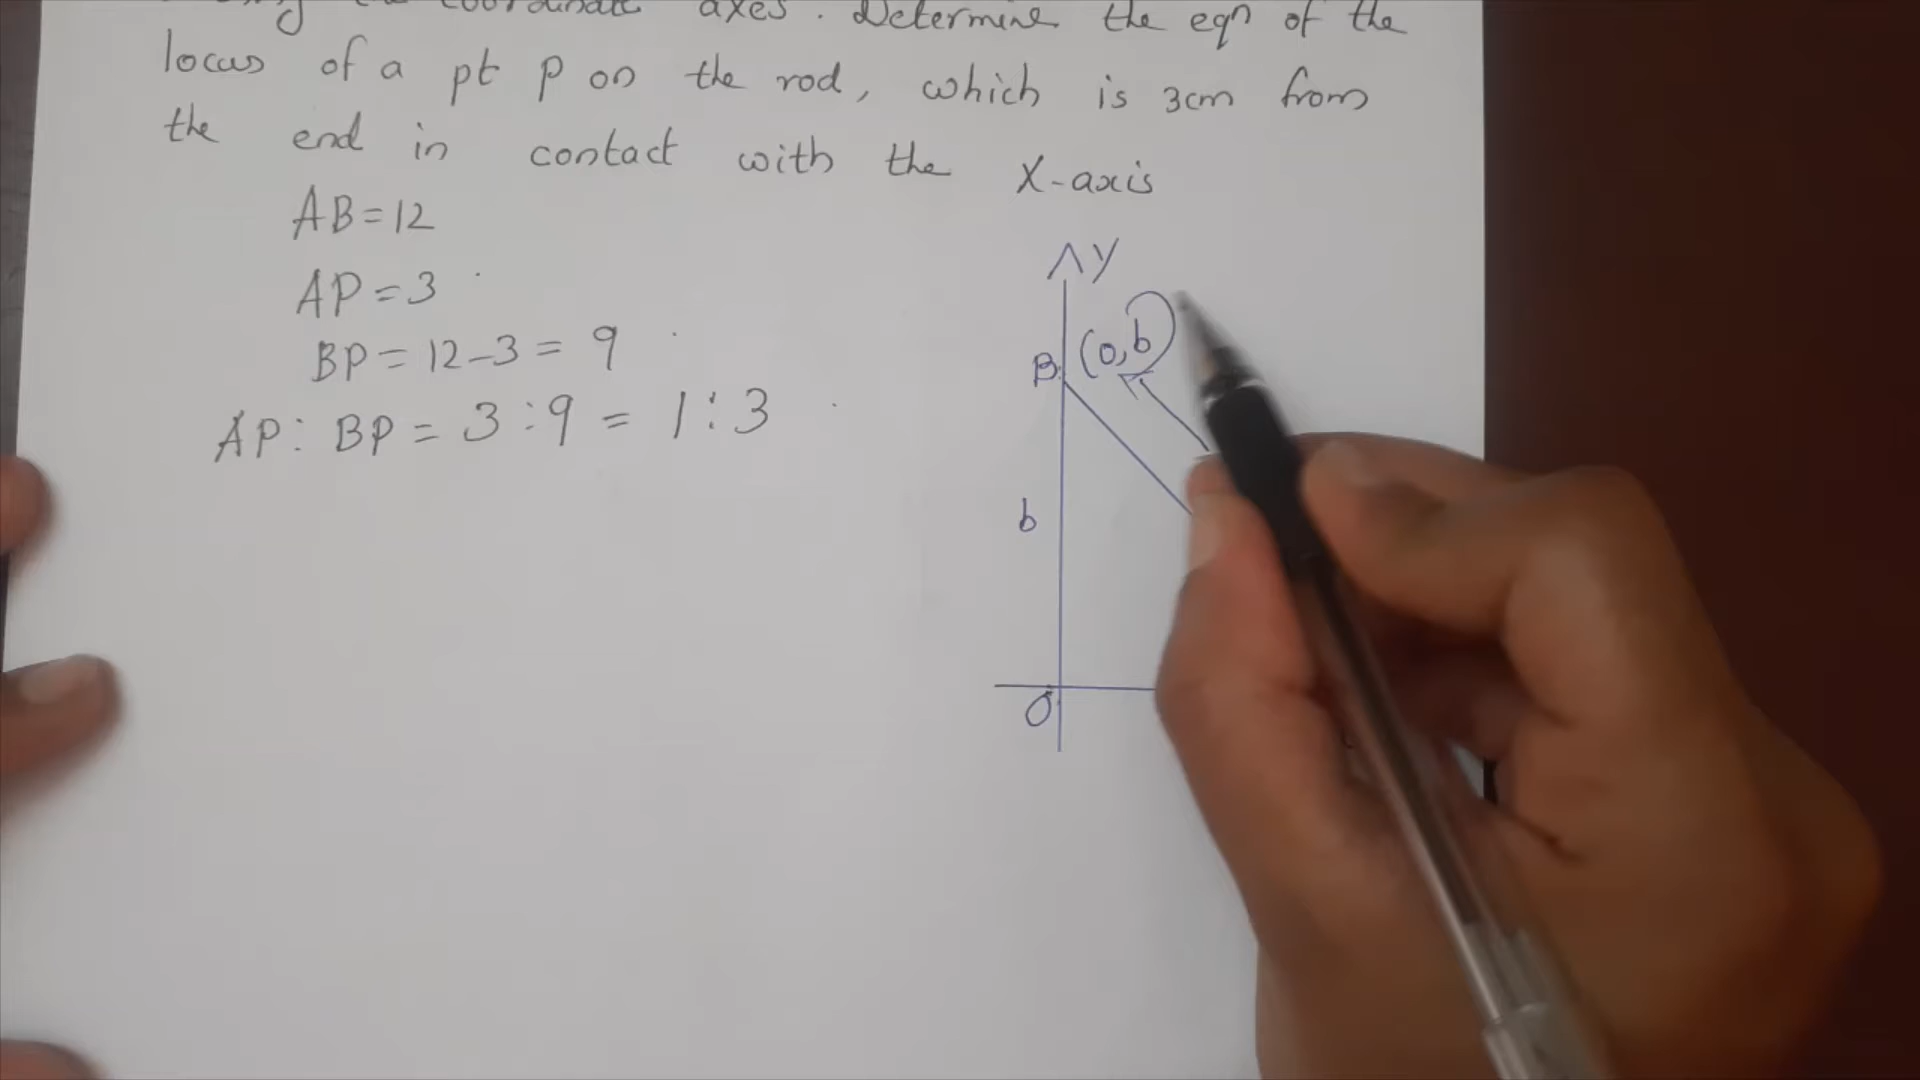 the coordinate axes. Determine the eqn of the
locus of a pt P on the rod, which is 3cm from
the end in contact with the X-axis
AB=12
AP=3
BP=12-3=9
AP:BP=3:9=1:3
Y
B (0,b)
b
O